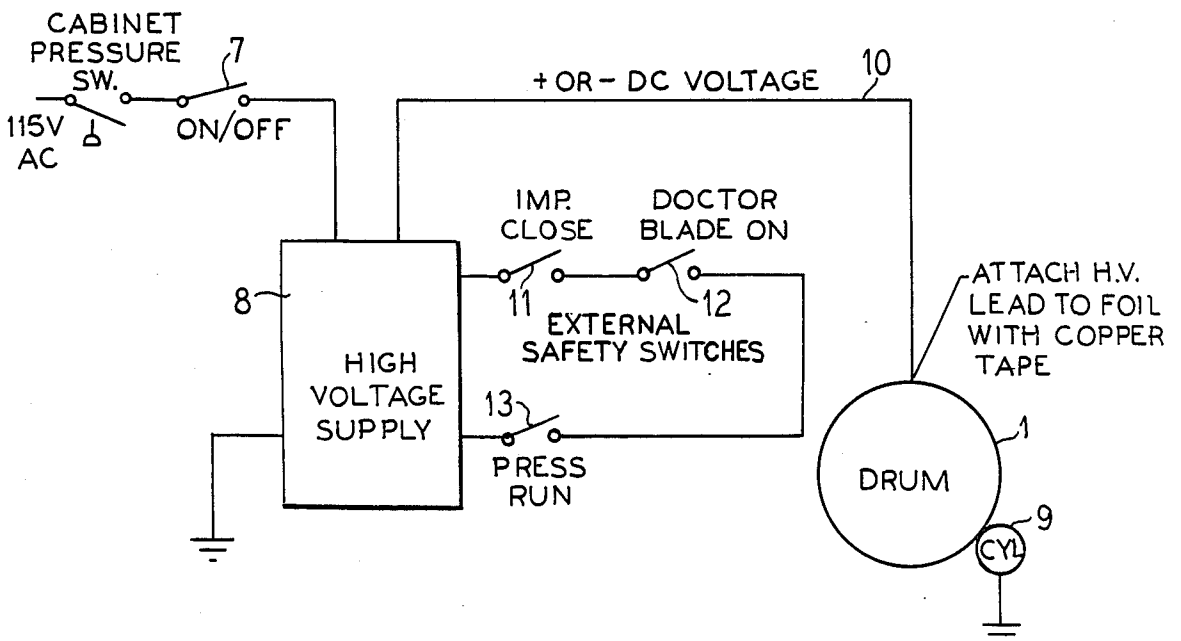 CABINET
PRESSURE
SW.
7
115V
AC
ON/OFF
+ OR - DC VOLTAGE
10
IMP.
CLOSE
DOCTOR
BLADE ON
11
12
EXTERNAL
SAFETY SWITCHES
8
HIGH
VOLTAGE
SUPPLY
13
PRESS
RUN
ATTACH H.V.
LEAD TO FOIL
WITH COPPER
TAPE
1
DRUM
9
CYL